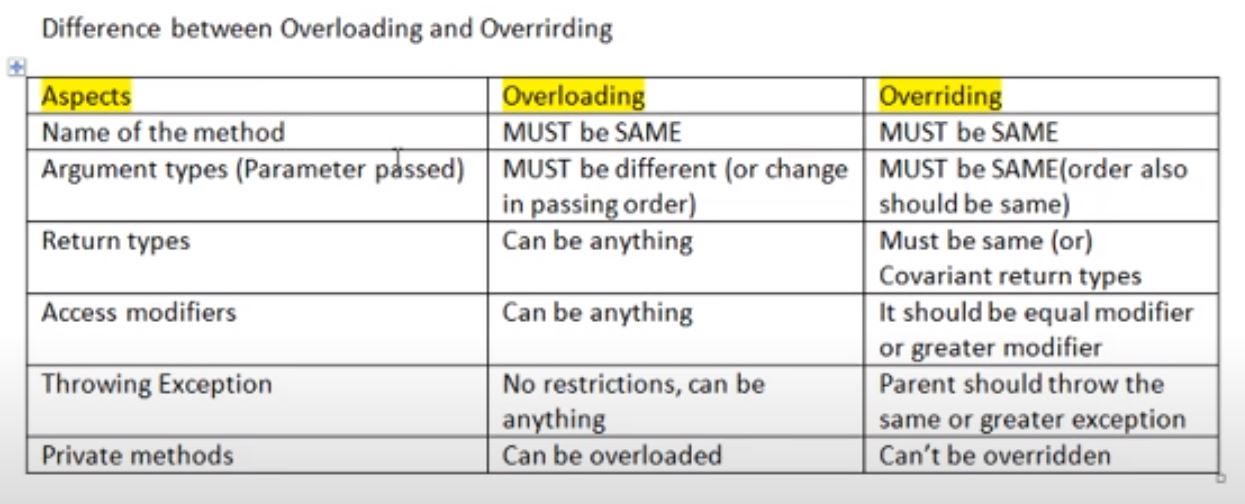 Difference between Overloading and Overrirding
Aspects Overloading Overriding
Name of the method MUST be SAME MUST be SAME
Argument types (Parameter passed) MUST be different (or change MUST be SAME(order also
in passing order) should be same)
Return types Can be anything Must be same (or)
Covariant return types
Access modifiers Can be anything It should be equal modifier
or greater modifier
Throwing Exception No restrictions, can be Parent should throw the
anything same or greater exception
Private methods Can be overloaded Can't be overridden